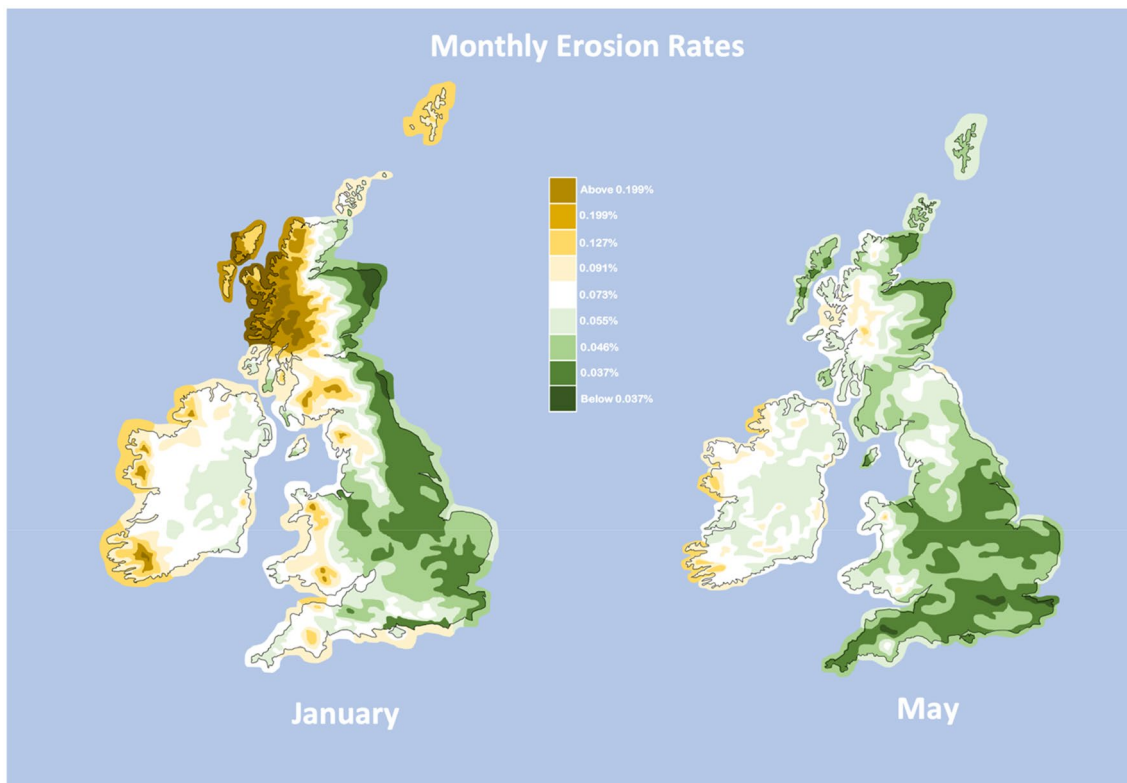 Monthly Erosion Rates
Above 0.199%
0.199%
0.127%
0.091%
0.073%
0.055%
0.046%
0.037%
Below 0.037%
January
May